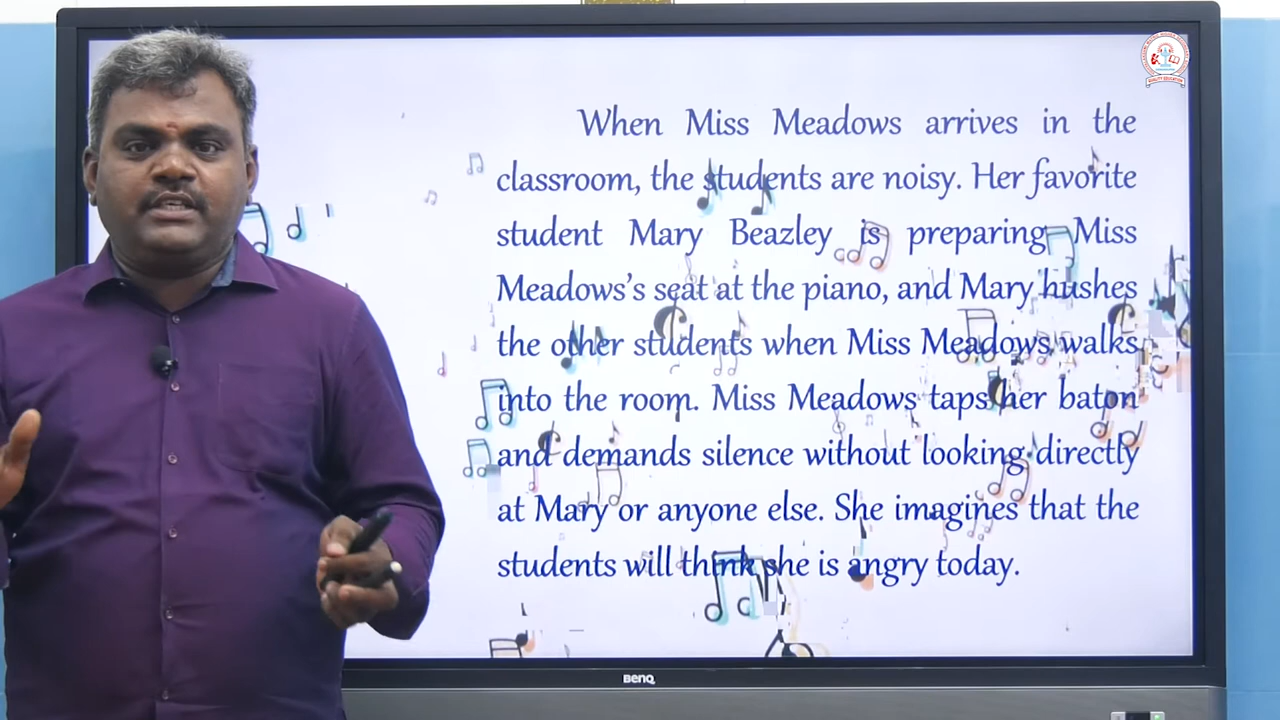 When Miss Meadows arrives in the
classroom, the students are noisy. Her favorite
student Mary Beazley is preparing Miss
Meadows's seat at the piano, and Mary hushes
the other students when Miss Meadows walks
into the room. Miss Meadows taps her baton
and demands silence without looking directly
at Mary or anyone else. She imagines that the
students will think she is angry today.
BenQ